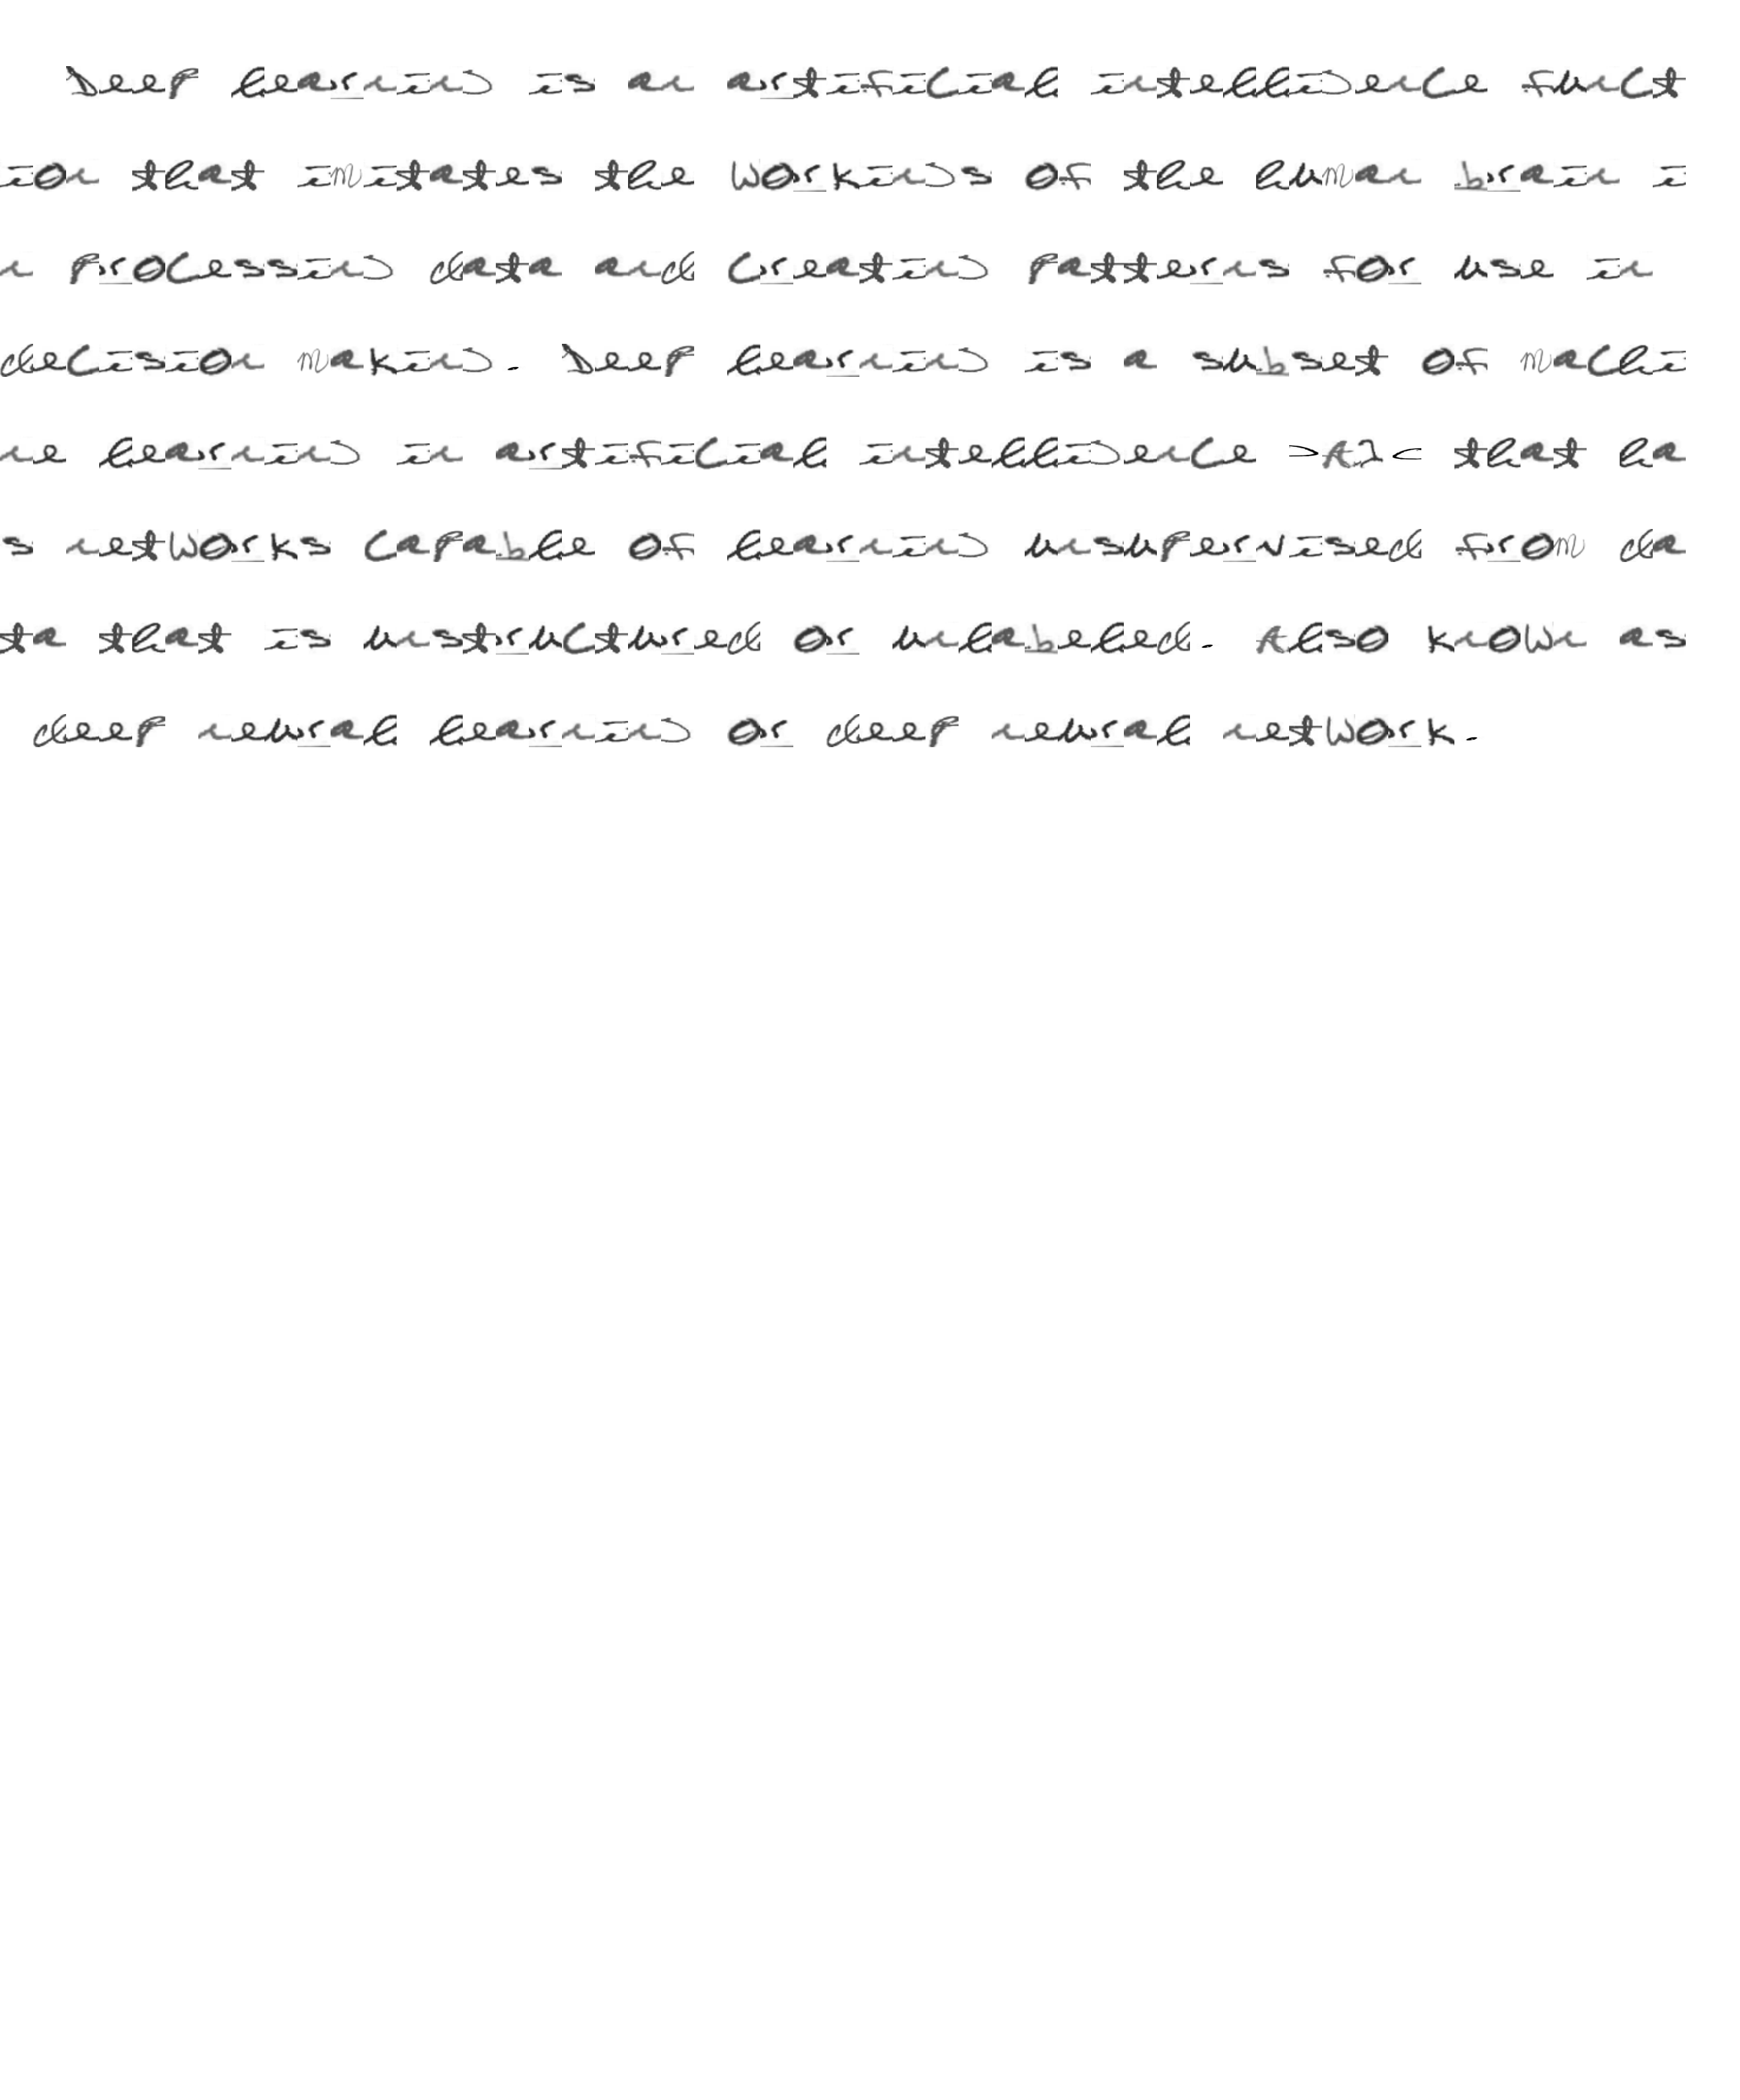 Deep learning is an artificial intelligence funct
ion that imitates the workings of the human brain i
n processing data and creating patterns for use in
decision making. Deep learning is a subset of machi
ne learning in artificial intelligence >AI< that ha
s networks capable of learning unsupervised from da
ta that is unstructured or unlabeled. Also known as
deep neural learning or deep neural network.